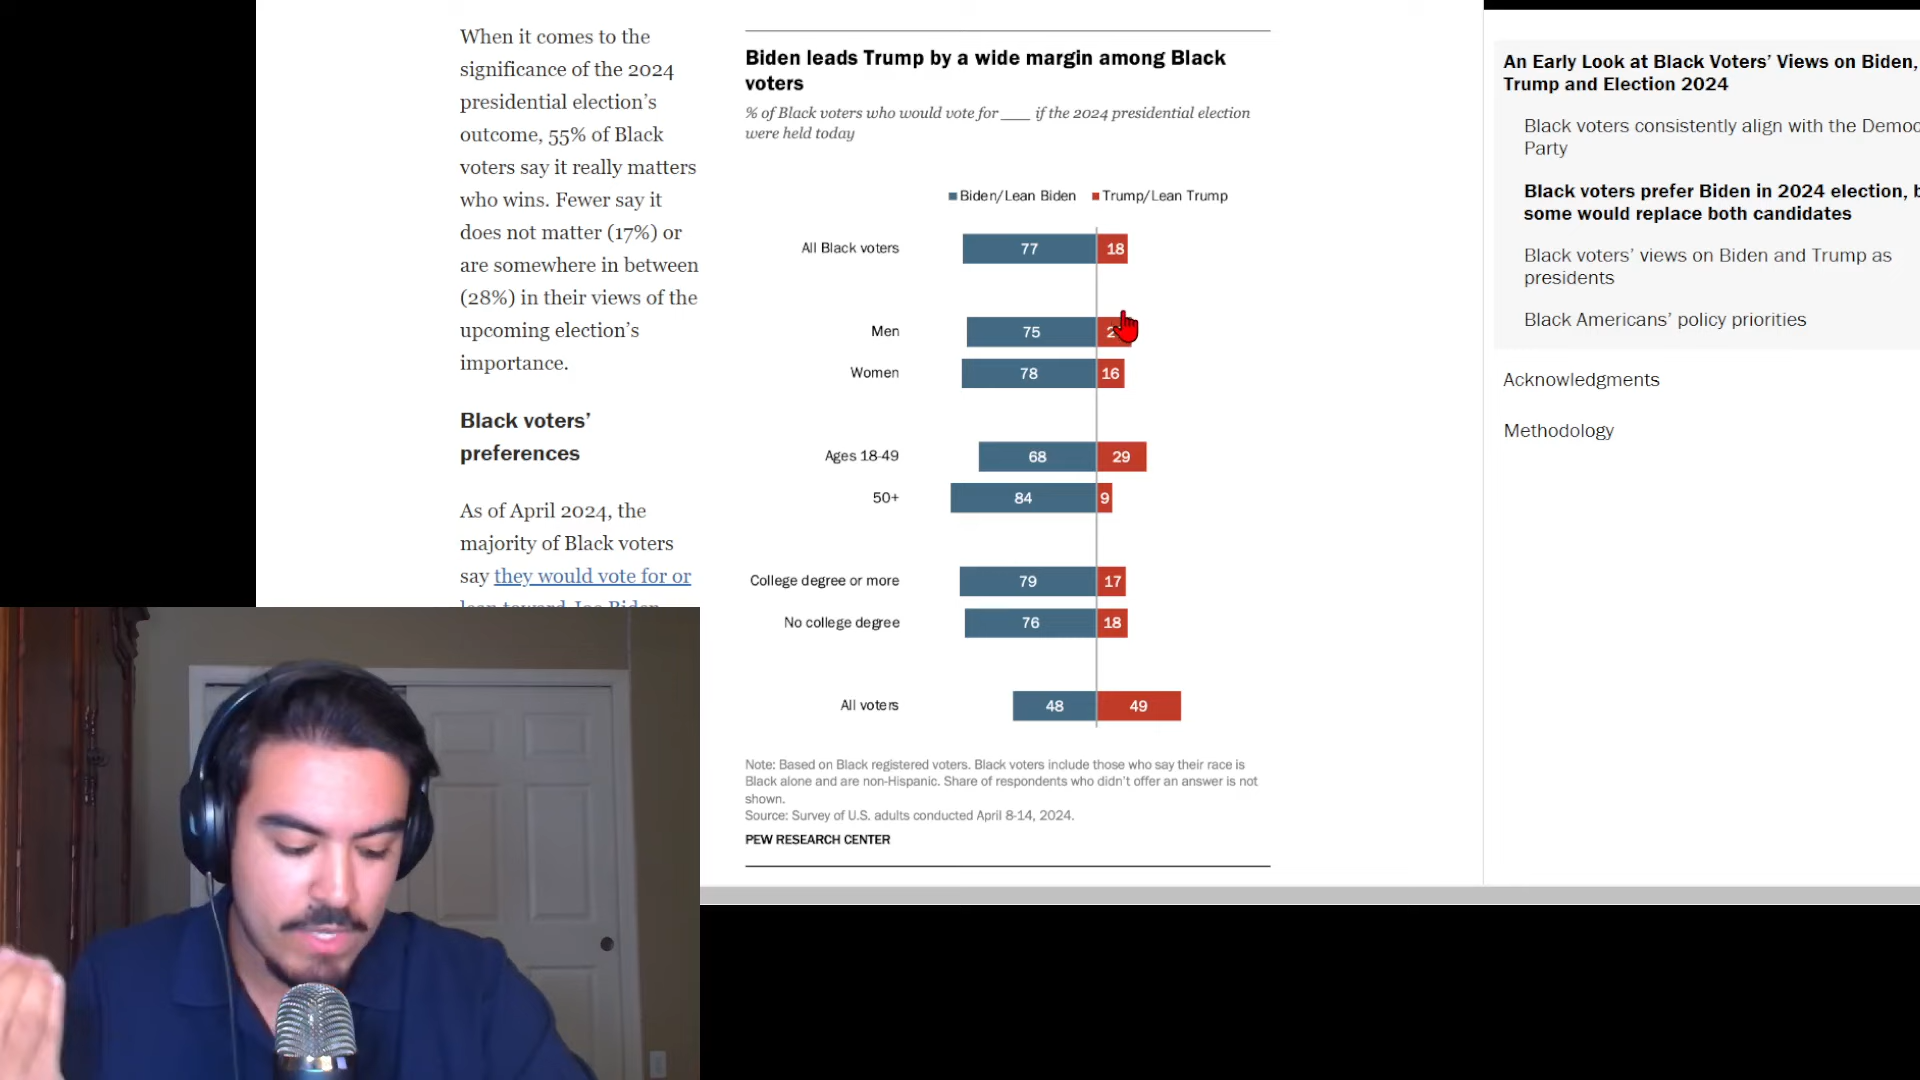 When it comes to the
significance of the 2024
presidential election's
outcome, 55% of Black
voters say it really matters
who wins. Fewer say it
does not matter (17%) or
are somewhere in between
(28%) in their views of the
upcoming election's
importance.
Black voters'
preferences
As of April 2024, the
majority of Black voters
say they would vote for or
lean toward Joe Biden
Biden leads Trump by a wide margin among Black
voters
% of Black voters who would vote for ___ if the 2024 presidential election
were held today
Biden/Lean Biden Trump/Lean Trump
All Black voters 77 18
Men 75
Women 78 16
Ages 18-49 68 29
50+ 84 9
College degree or more 79 17
No college degree 76 18
All voters 48 49
Note: Based on Black registered voters. Black voters include those who say their race is
Black alone and are non-Hispanic. Share of respondents who didn't offer an answer is not
shown.
Source: Survey of U.S. adults conducted April 8-14, 2024.
PEW RESEARCH CENTER
An Early Look at Black Voters' Views on Biden,
Trump and Election 2024
Black voters consistently align with the Democ
Party
Black voters prefer Biden in 2024 election, b
some would replace both candidates
Black voters' views on Biden and Trump as
presidents
Black Americans' policy priorities
Acknowledgments
Methodology